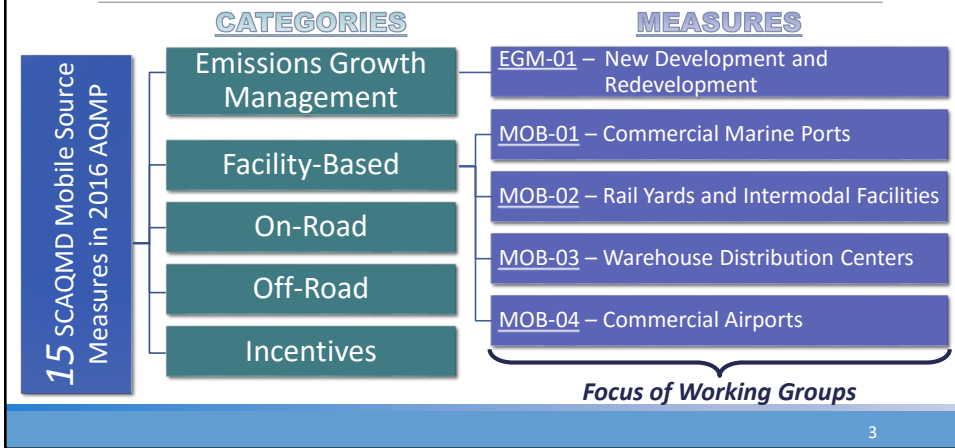 CATEGORIES
MEASURES
15 SCAQMD Mobile Source
Measures in 2016 AQMP
Emissions Growth
Management
Facility-Based
On-Road
Off-Road
Incentives
EGM-01 – New Development and
Redevelopment
MOB-01 – Commercial Marine Ports
MOB-02 – Rail Yards and Intermodal Facilities
MOB-03 – Warehouse Distribution Centers
MOB-04 – Commercial Airports
Focus of Working Groups
3